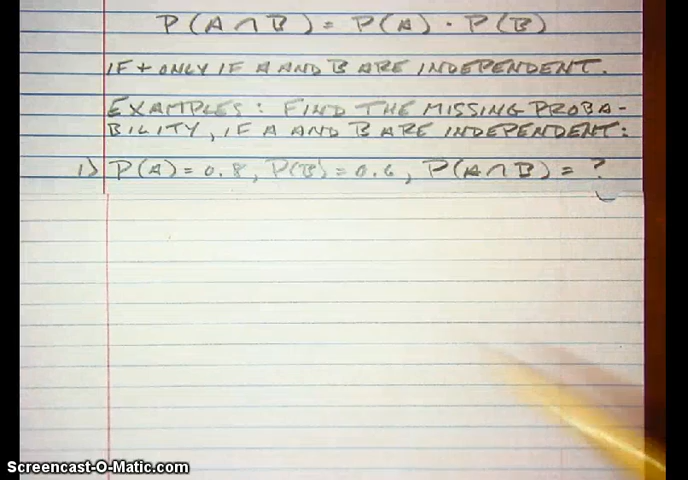 P(A∩B) = P(A) · P(B)
IF + ONLY IF A AND B ARE INDEPENDENT.
EXAMPLES: FIND THE MISSING PROBA-
BILITY, IF A AND B ARE INDEPENDENT:
1) P(A) = 0.8, P(B) = 0.6, P(A∩B) = ?
Screencast-O-Matic.com